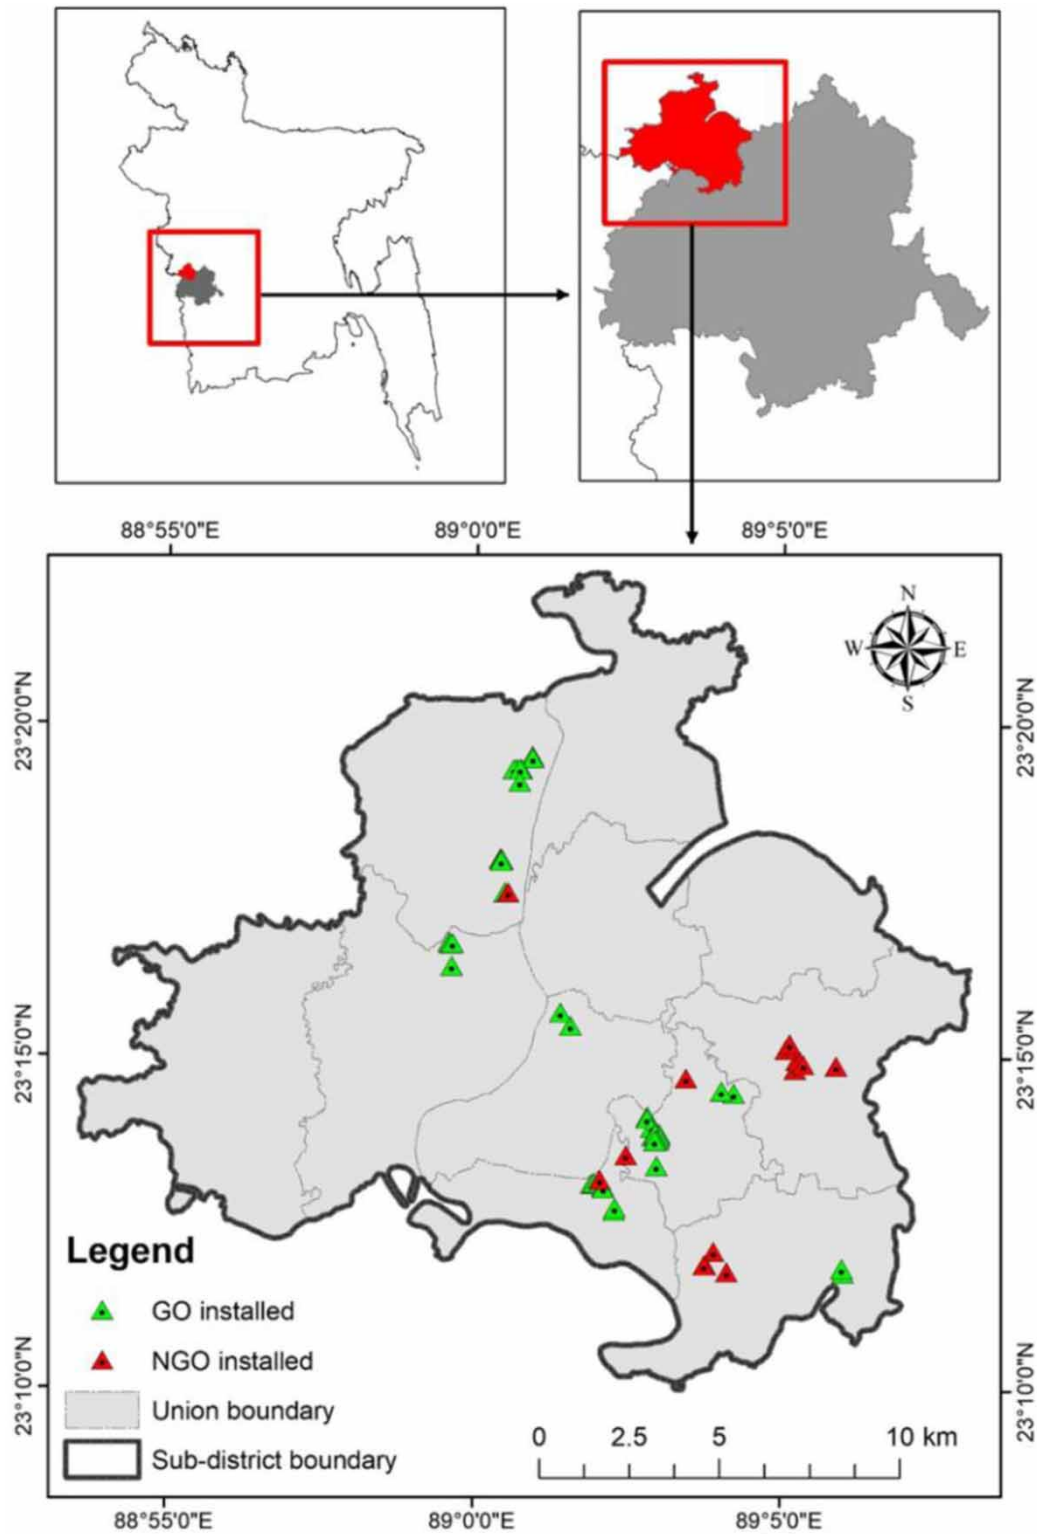 88°55'0"E 89°0'0"E 89°5'0"E
N
W E
S
23°20'0"N 23°20'0"N
23°15'0"N 23°15'0"N
23°10'0"N 23°10'0"N
Legend
GO installed
NGO installed
Union boundary
Sub-district boundary
0 2.5 5 10 km
88°55'0"E 89°0'0"E 89°5'0"E